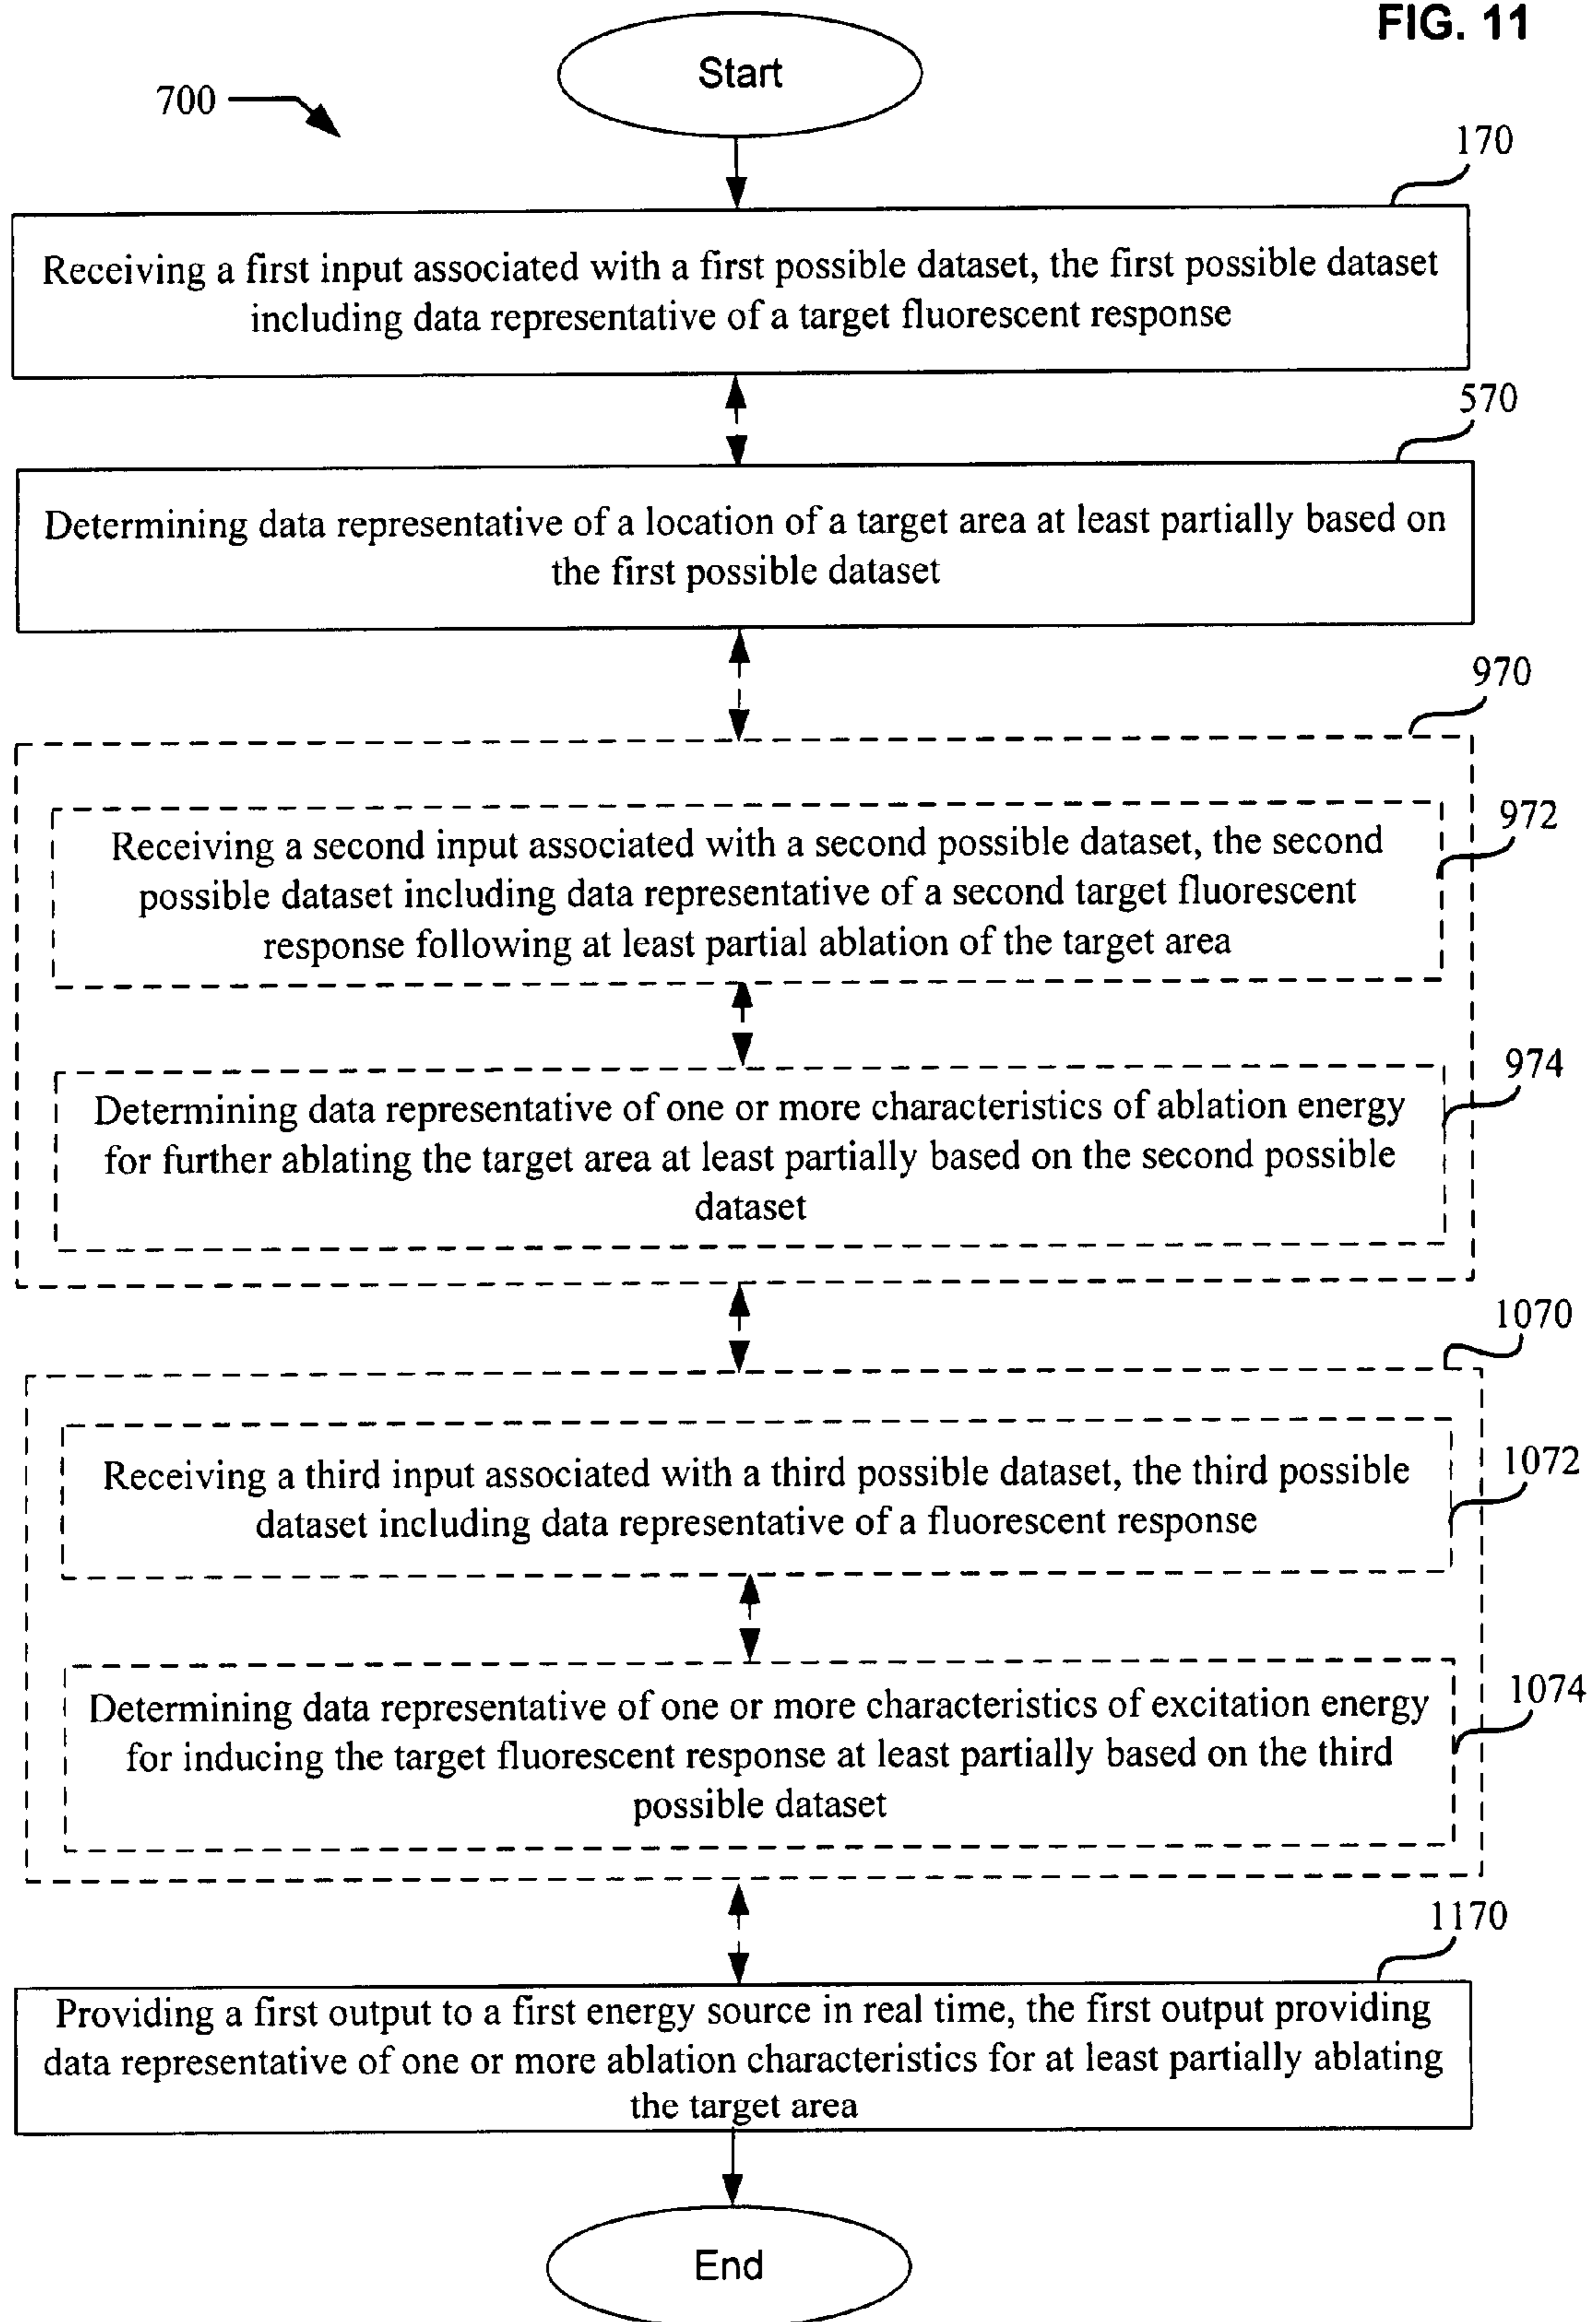 FIG. 11
Start
700
170
Receiving a first input associated with a first possible dataset, the first possible dataset
including data representative of a target fluorescent response
570
Determining data representative of a location of a target area at least partially based on
the first possible dataset
970
972
Receiving a second input associated with a second possible dataset, the second
possible dataset including data representative of a second target fluorescent
response following at least partial ablation of the target area
974
Determining data representative of one or more characteristics of ablation energy
for further ablating the target area at least partially based on the second possible
dataset
1070
1072
Receiving a third input associated with a third possible dataset, the third possible
dataset including data representative of a fluorescent response
1074
Determining data representative of one or more characteristics of excitation energy
for inducing the target fluorescent response at least partially based on the third
possible dataset
1170
Providing a first output to a first energy source in real time, the first output providing
data representative of one or more ablation characteristics for at least partially ablating
the target area
End